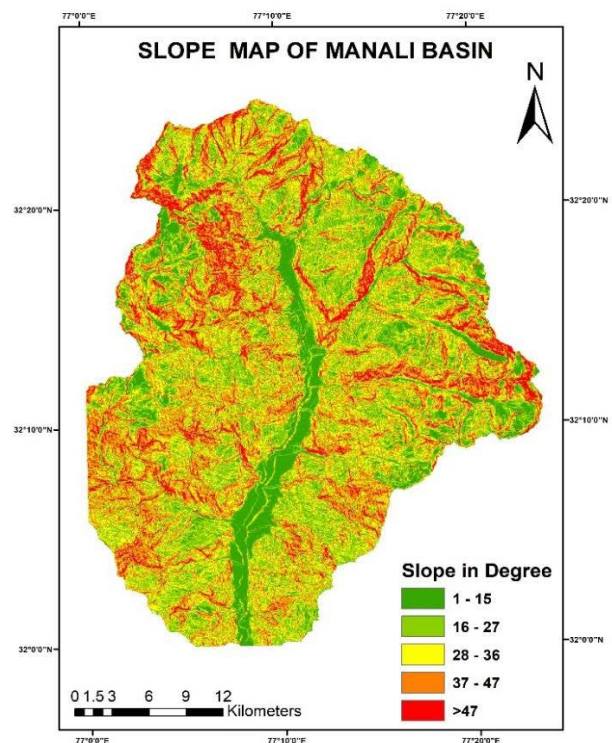 77°0'0"E 77°10'0"E 77°20'0"E
SLOPE MAP OF MANALI BASIN
N
32°20'0"N 32°20'0"N
32°10'0"N 32°10'0"N
Slope in Degree
1 - 15
16 - 27
28 - 36
37 - 47
>47
32°0'0"N 32°0'0"N
0 1.5 3 6 9 12
Kilometers
77°0'0"E 77°10'0"E 77°20'0"E